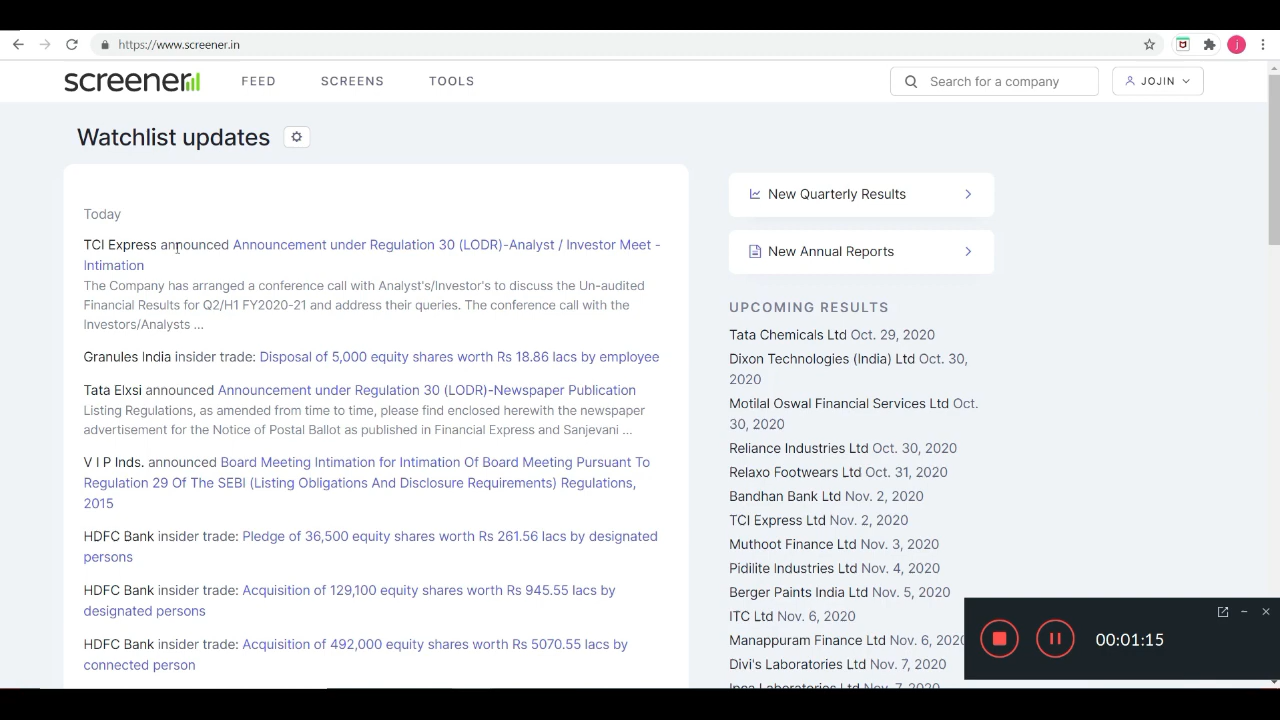 https://www.screener.in
j
screener
FEED
SCREENS
TOOLS
Search for a company
JOJIN
Watchlist updates
Today
TCI Express announced Announcement under Regulation 30 (LODR)-Analyst / Investor Meet -
Intimation
The Company has arranged a conference call with Analyst's/Investor's to discuss the Un-audited
Financial Results for Q2/H1 FY2020-21 and address their queries. The conference call with the
Investors/Analysts ...
Granules India insider trade: Disposal of 5,000 equity shares worth Rs 18.86 lacs by employee
Tata Elxsi announced Announcement under Regulation 30 (LODR)-Newspaper Publication
Listing Regulations, as amended from time to time, please find enclosed herewith the newspaper
advertisement for the Notice of Postal Ballot as published in Financial Express and Sanjevani ...
V I P Inds. announced Board Meeting Intimation for Intimation Of Board Meeting Pursuant To
Regulation 29 Of The SEBI (Listing Obligations And Disclosure Requirements) Regulations,
2015
HDFC Bank insider trade: Pledge of 36,500 equity shares worth Rs 261.56 lacs by designated
persons
HDFC Bank insider trade: Acquisition of 129,100 equity shares worth Rs 945.55 lacs by
designated persons
HDFC Bank insider trade: Acquisition of 492,000 equity shares worth Rs 5070.55 lacs by
connected person
New Quarterly Results
New Annual Reports
UPCOMING RESULTS
Tata Chemicals Ltd Oct. 29, 2020
Dixon Technologies (India) Ltd Oct. 30,
2020
Motilal Oswal Financial Services Ltd Oct.
30, 2020
Reliance Industries Ltd Oct. 30, 2020
Relaxo Footwears Ltd Oct. 31, 2020
Bandhan Bank Ltd Nov. 2, 2020
TCI Express Ltd Nov. 2, 2020
Muthoot Finance Ltd Nov. 3, 2020
Pidilite Industries Ltd Nov. 4, 2020
Berger Paints India Ltd Nov. 5, 2020
ITC Ltd Nov. 6, 2020
Manappuram Finance Ltd Nov. 6, 2020
Divi's Laboratories Ltd Nov. 7, 2020
Laboratories Ltd Nov. 7, 2020
00:01:15